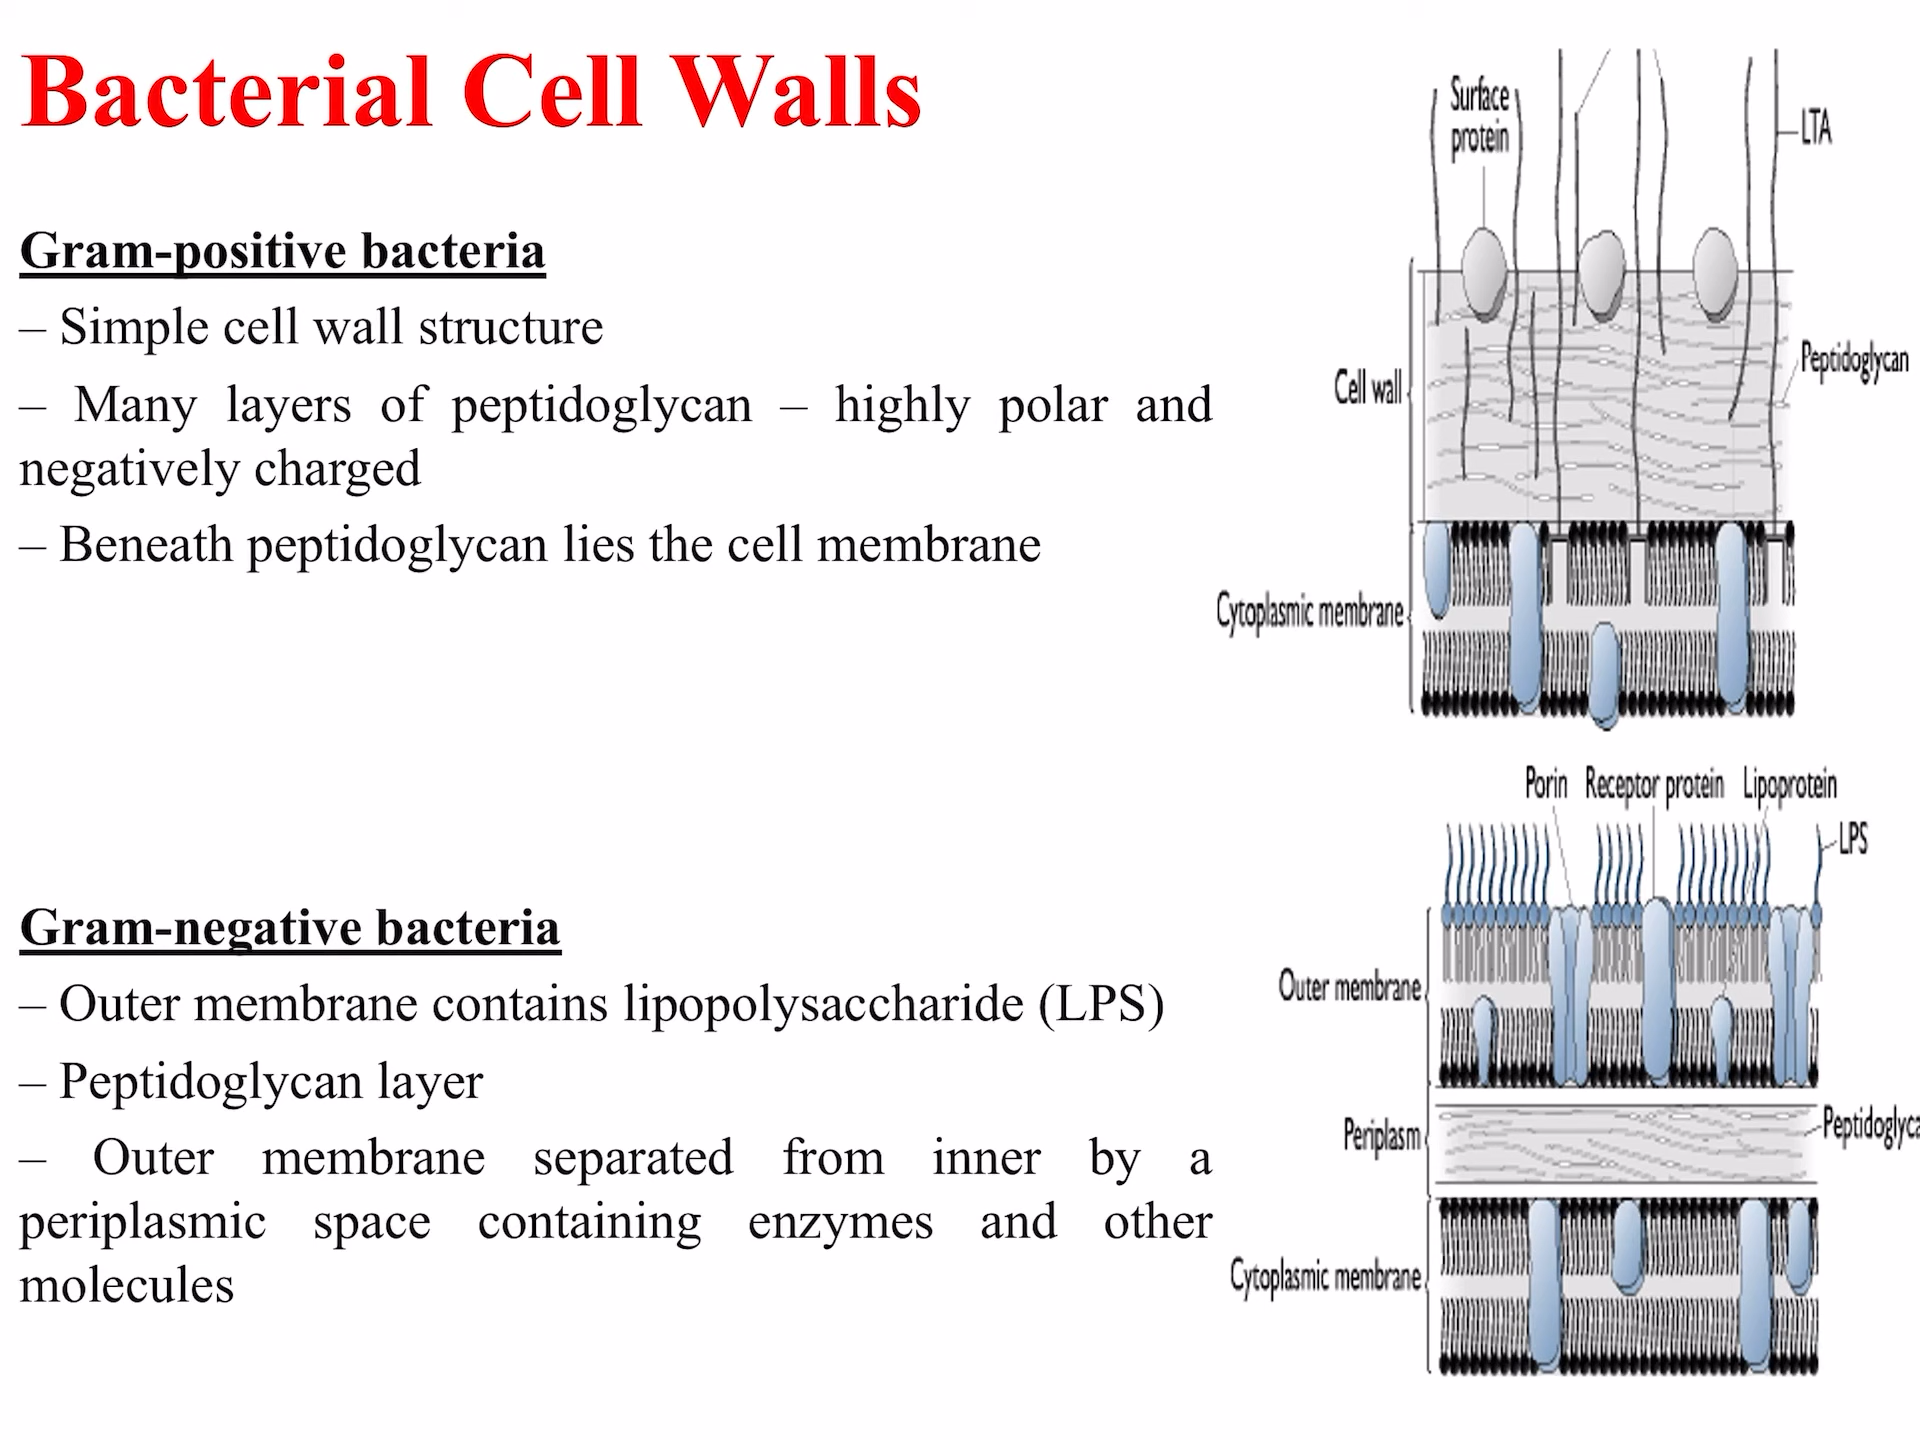 Bacterial Cell Walls
Gram-positive bacteria
– Simple cell wall structure
– Many layers of peptidoglycan – highly polar and
negatively charged
– Beneath peptidoglycan lies the cell membrane
Surface
protein
LTA
Cell wall
Peptidoglycan
Cytoplasmic membrane
Gram-negative bacteria
– Outer membrane contains lipopolysaccharide (LPS)
– Peptidoglycan layer
– Outer membrane separated from inner by a
periplasmic space containing enzymes and other
molecules
Porin Receptor protein Lipoprotein
LPS
Outer membrane
Periplasm
Peptidoglyca
Cytoplasmic membrane